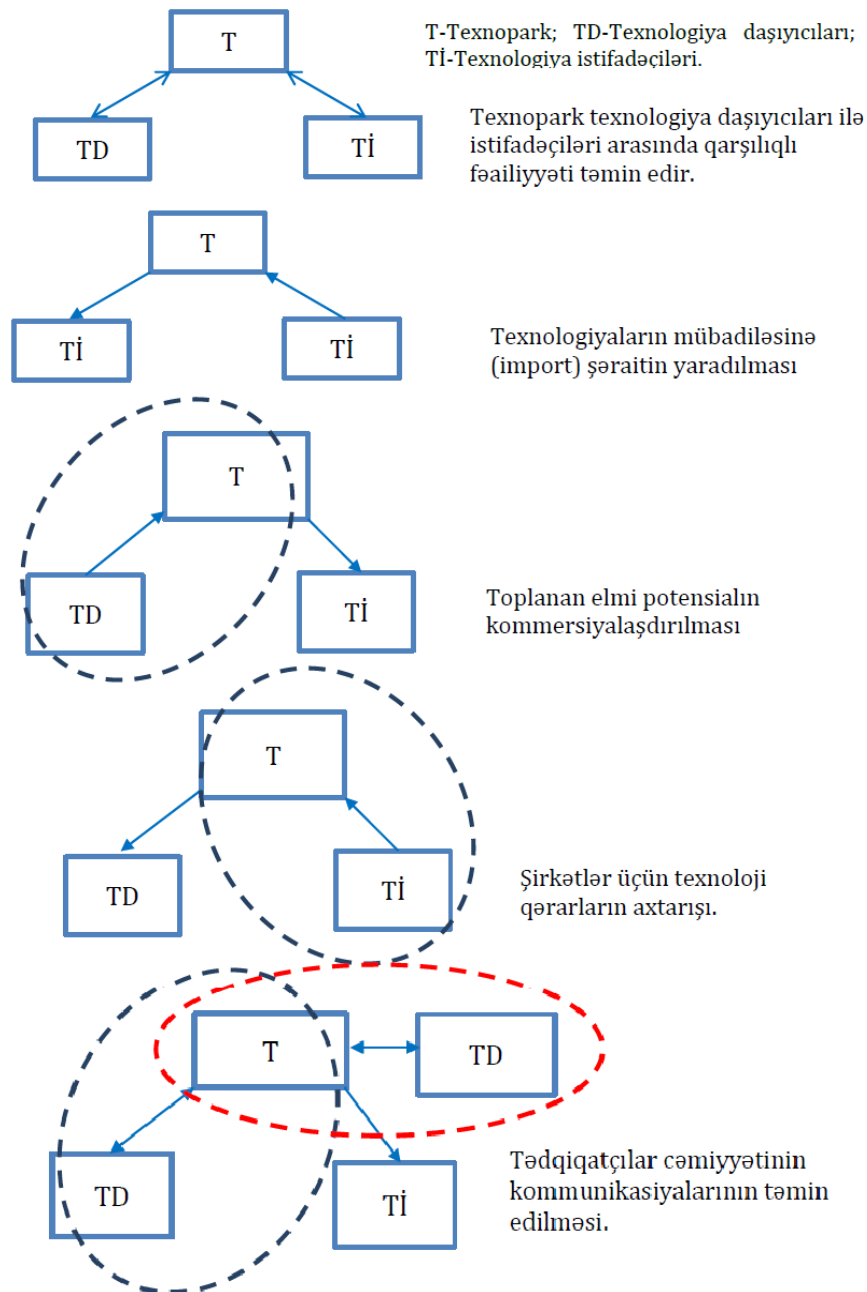 T
T-Texnopark; TD-Texnologiya daşıyıcıları;
Tİ-Texnologiya istifadəçiləri.
TD
Tİ
Texnopark texnologiya daşıyıcıları ilə
istifadəçiləri arasında qarşılıqlı
fəailiyyəti təmin edir.
T
Tİ
Tİ
Texnologiyaların mübadiləsinə
(import) şəraitin yaradılması
T
TD
Tİ
Toplanan elmi potensialın
kommersiyalaşdırılması
T
TD
Tİ
Şirkətlər üçün texnoloji
qərarların axtarışı.
T
TD
TD
Tİ
Tədqiqatçılar cəmiyyətinin
kommunikasiyalarının təmin
edilməsi.